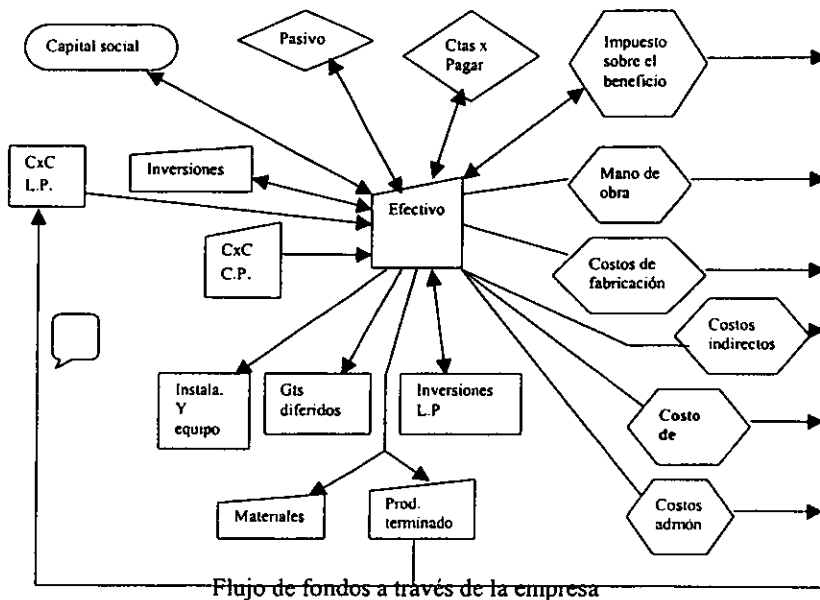 Capital social
Pasivo
Ctas x
Pagar
Impuesto
sobre el
beneficio
CxC
L.P.
Inversiones
Efectivo
Mano de
obra
CxC
C.P.
Costos de
fabricación
Costos
indirectos
Instala.
Y
equipo
Gts
diferidos
Inversiones
L.P
Costo
de
Materiales
Prod.
terminado
Costos
admón
Flujo de fondos a través de la empresa